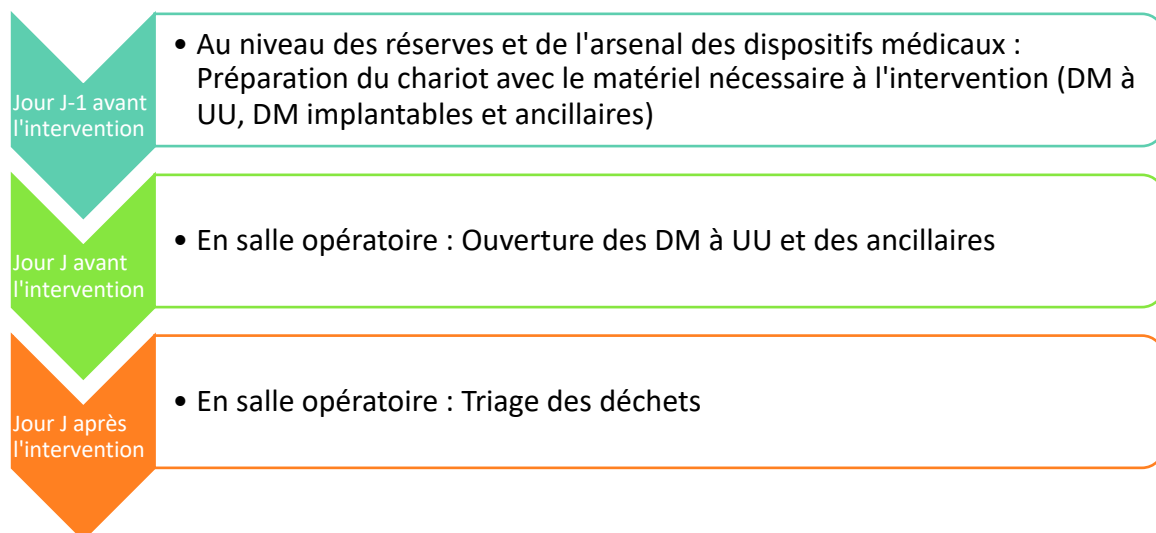 Jour J-1 avant
l'intervention
• Au niveau des réserves et de l'arsenal des dispositifs médicaux :
Préparation du chariot avec le matériel nécessaire à l'intervention (DM à
UU, DM implantables et ancillaires)
Jour J avant
l'intervention
• En salle opératoire : Ouverture des DM à UU et des ancillaires
Jour J après
l'intervention
• En salle opératoire : Triage des déchets